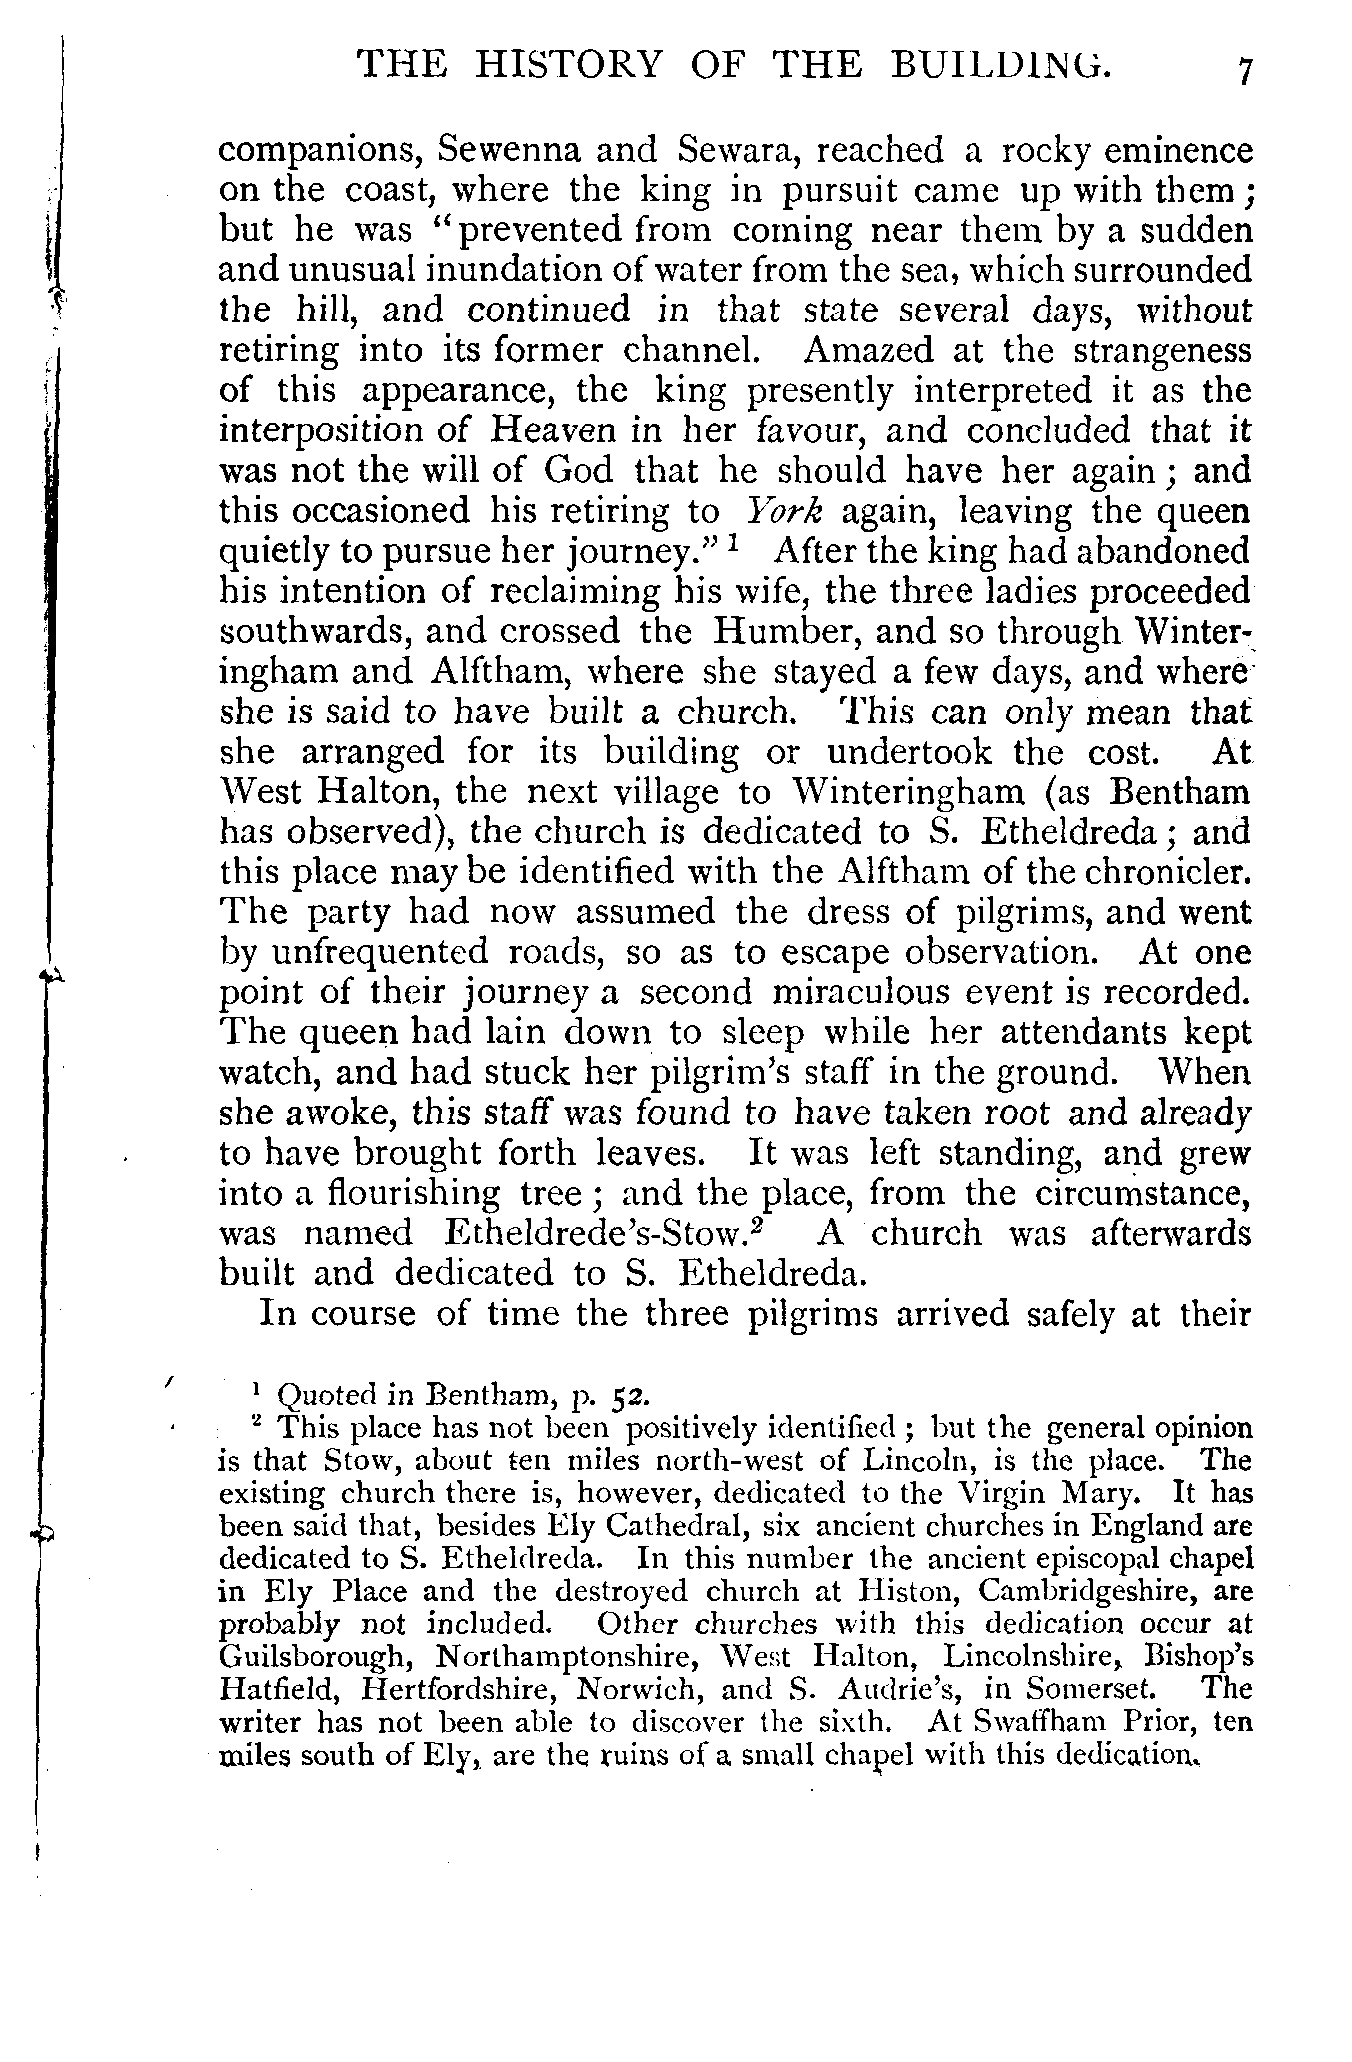 THE HISTORY OF THE BUILDING. 7
companions, Sewenna and Sewara, reached a rocky eminence
on the coast, where the king in pursuit came up with them ;
but he was “prevented from coming near them by a sudden
and unusual inundation of water from the sea, which surrounded
the hill, and continued in that state several days, without
retiring into its former channel. Amazed at the strangeness
of this appearance, the king presently interpreted it as the
interposition of Heaven in her favour, and concluded that it
was not the will of God that he should have her again ; and
this occasioned his retiring to York again, leaving the queen
quietly to pursue her journey.” ¹ After the king had abandoned
his intention of reclaiming his wife, the three ladies proceeded
southwards, and crossed the Humber, and so through Winter-
ingham and Alftham, where she stayed a few days, and where
she is said to have built a church. This can only mean that
she arranged for its building or undertook the cost. At
West Halton, the next village to Winteringham (as Bentham
has observed), the church is dedicated to S. Etheldreda ; and
this place may be identified with the Alftham of the chronicler.
The party had now assumed the dress of pilgrims, and went
by unfrequented roads, so as to escape observation. At one
point of their journey a second miraculous event is recorded.
The queen had lain down to sleep while her attendants kept
watch, and had stuck her pilgrim’s staff in the ground. When
she awoke, this staff was found to have taken root and already
to have brought forth leaves. It was left standing, and grew
into a flourishing tree ; and the place, from the circumstance,
was named Etheldrede’s-Stow.² A church was afterwards
built and dedicated to S. Etheldreda.
In course of time the three pilgrims arrived safely at their
¹ Quoted in Bentham, p. 52.
² This place has not been positively identified ; but the general opinion
is that Stow, about ten miles north-west of Lincoln, is the place. The
existing church there is, however, dedicated to the Virgin Mary. It has
been said that, besides Ely Cathedral, six ancient churches in England are
dedicated to S. Etheldreda. In this number the ancient episcopal chapel
in Ely Place and the destroyed church at Histon, Cambridgeshire, are
probably not included. Other churches with this dedication occur at
Guilsborough, Northamptonshire, West Halton, Lincolnshire, Bishop’s
Hatfield, Hertfordshire, Norwich, and S. Audrie’s, in Somerset. The
writer has not been able to discover the sixth. At Swaffham Prior, ten
miles south of Ely, are the ruins of a small chapel with this dedication.